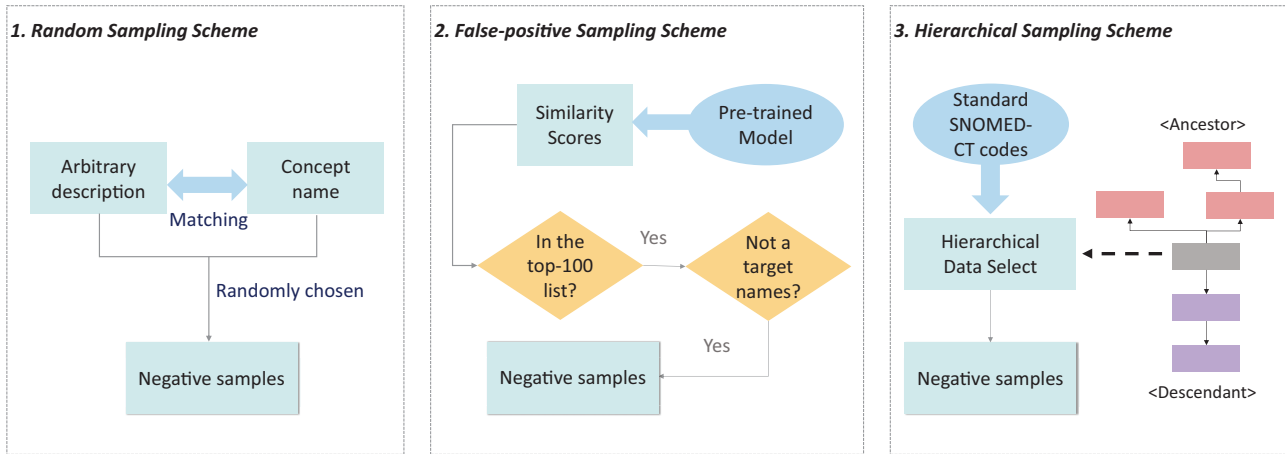 1. Random Sampling Scheme
Arbitrary
description
Concept
name
Matching
Randomly chosen
Negative samples
2. False-positive Sampling Scheme
Similarity
Scores
Pre-trained
Model
In the
top-100
list?
Yes
Not a
target
names?
Yes
Negative samples
3. Hierarchical Sampling Scheme
Standard
SNOMED-
CT codes
<Ancestor>
Hierarchical
Data Select
Negative samples
<Descendant>